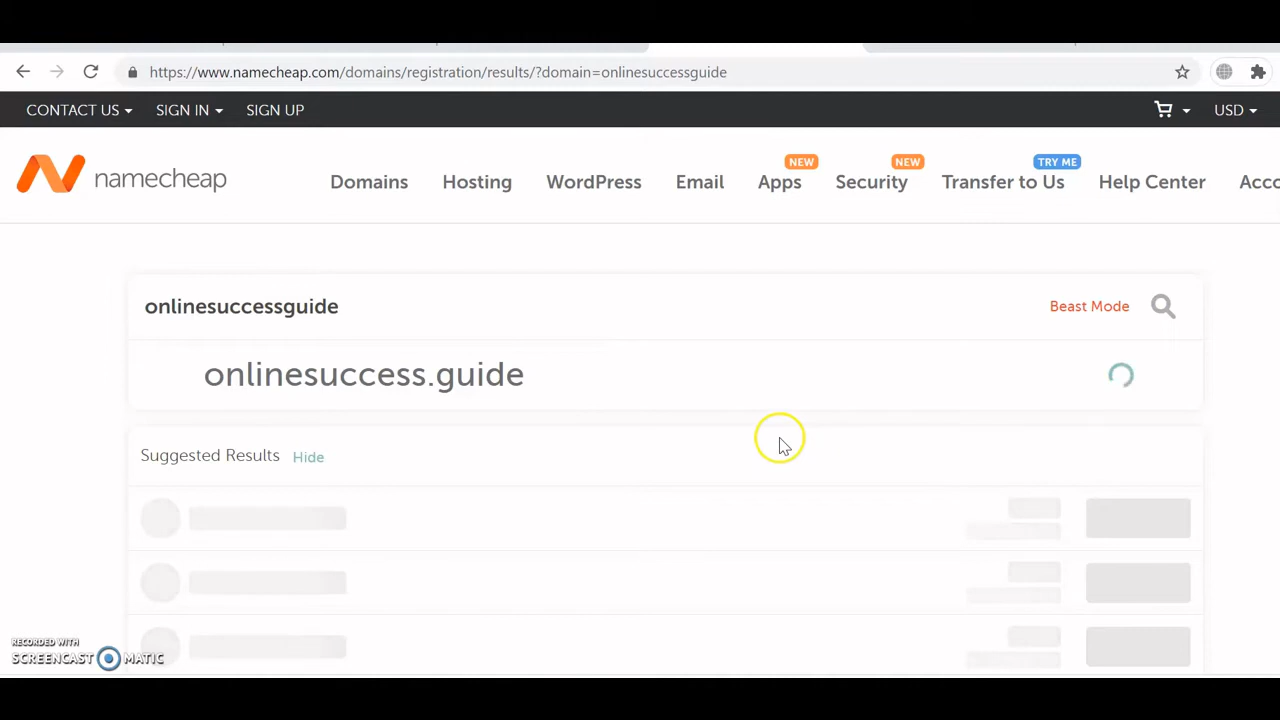 https://www.namecheap.com/domains/registration/results/?domain=onlinesuccessguide
CONTACT US SIGN IN SIGN UP USD
NEW NEW TRY ME
namecheap Domains Hosting WordPress Email Apps Security Transfer to Us Help Center Acco
onlinesuccessguide Beast Mode
onlinesuccess.guide
Suggested Results Hide
RECORDED WITH
SCREENCAST MATIC